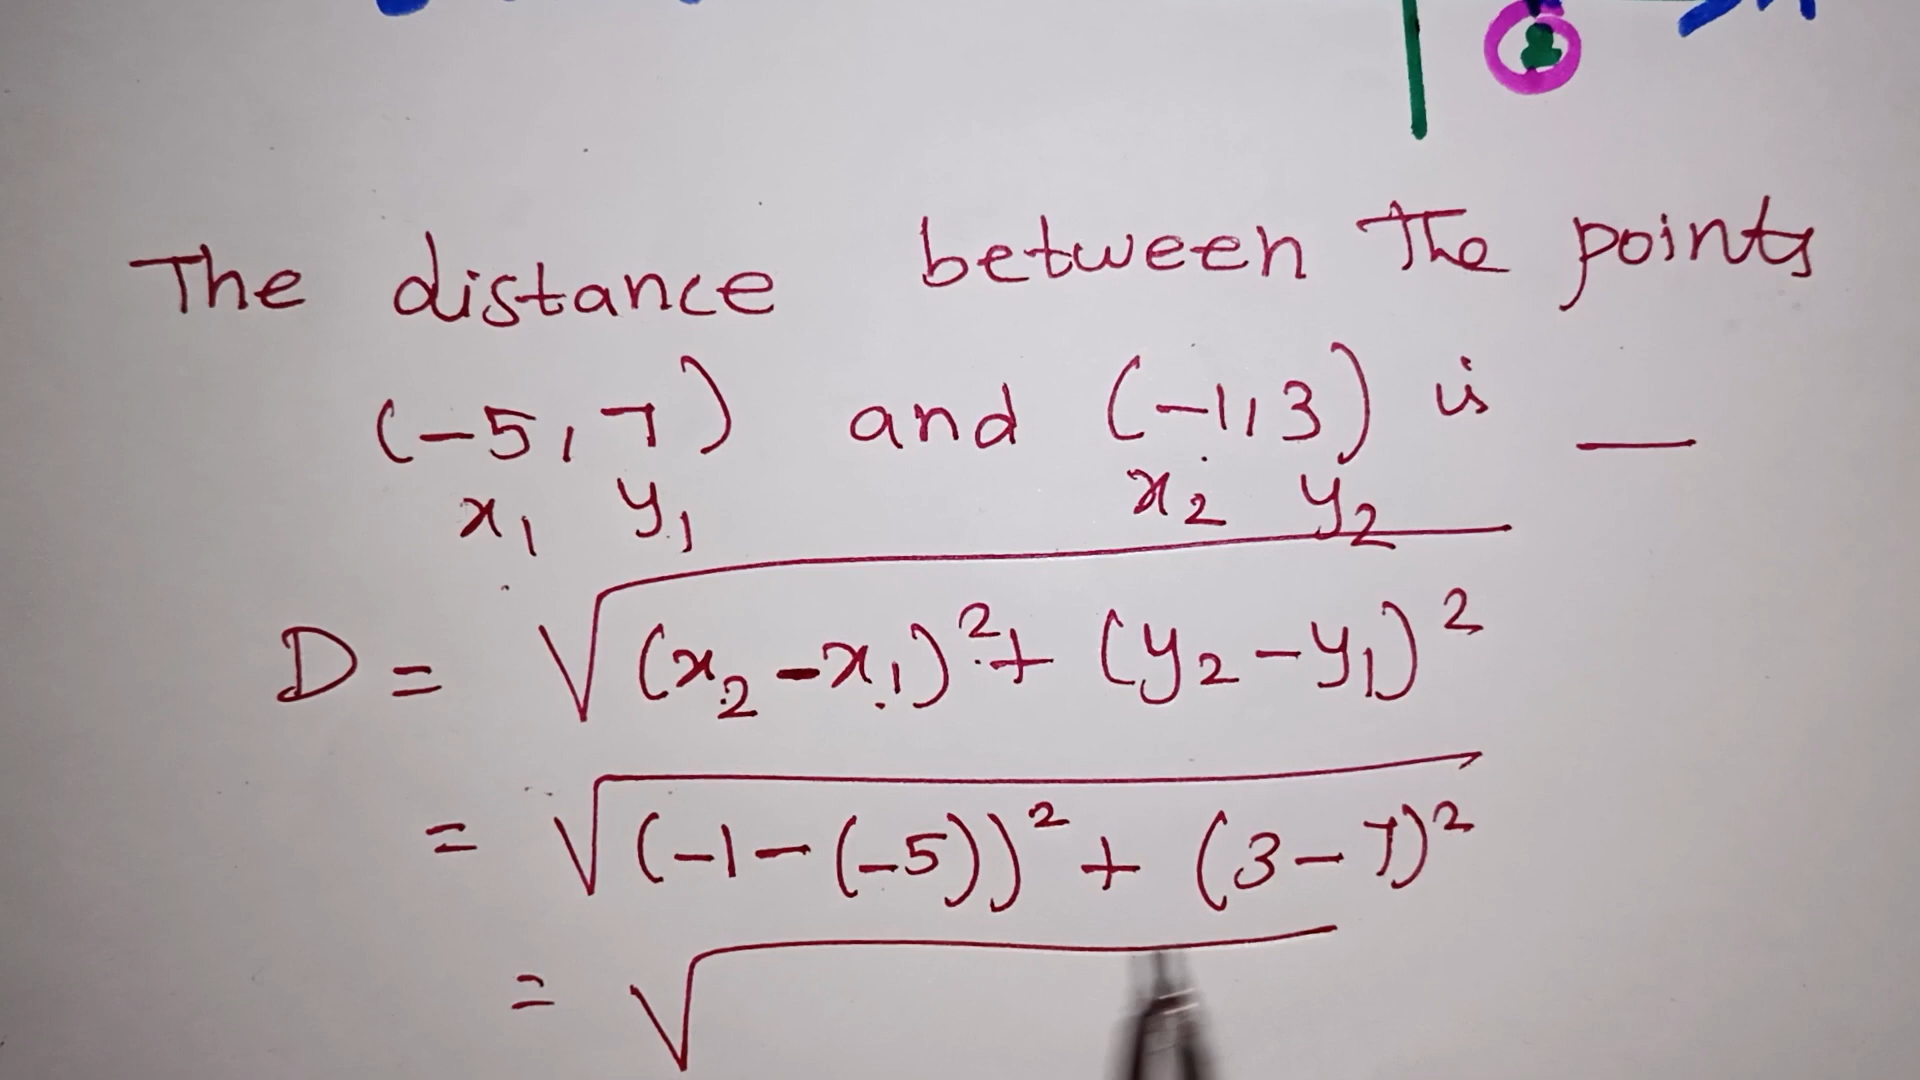 The distance between The points
(-5, 7) and (-1, 3) is __
x₁ y₁ x₂ y₂
D = √(x₂-x₁)² + (y₂-y₁)²
= √(-1-(-5))² + (3-7)²
= √